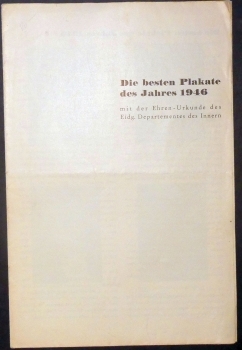 Die besten Plakate
des Jahres 1946
mit der Ehren-Urkunde des
Eidg. Departementes des Innern